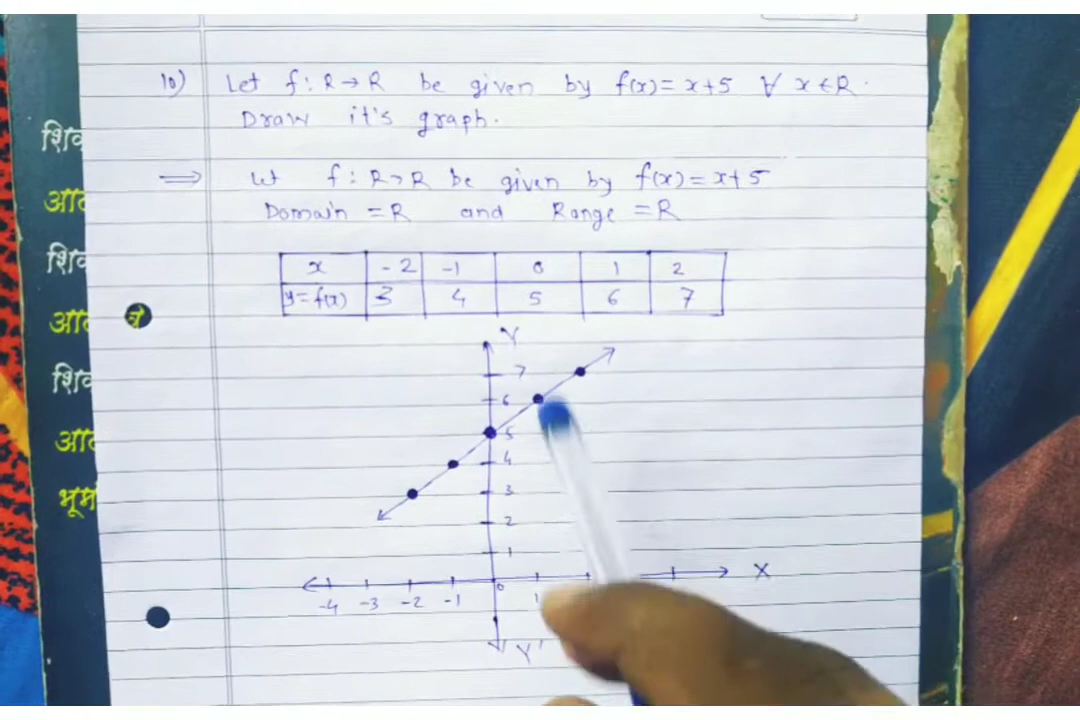 10) Let f: R→R be given by f(x)= x+5 ∀ x∈R.
Draw it's graph.
⟹ Let f: R→R be given by f(x)= x+5
Domain = R and Range = R
x -2 -1 0 1 2
y= f(x) 3 4 5 6 7
Y
7
6
5
4
3
2
1
X
-4 -3 -2 -1 0 1
Y'